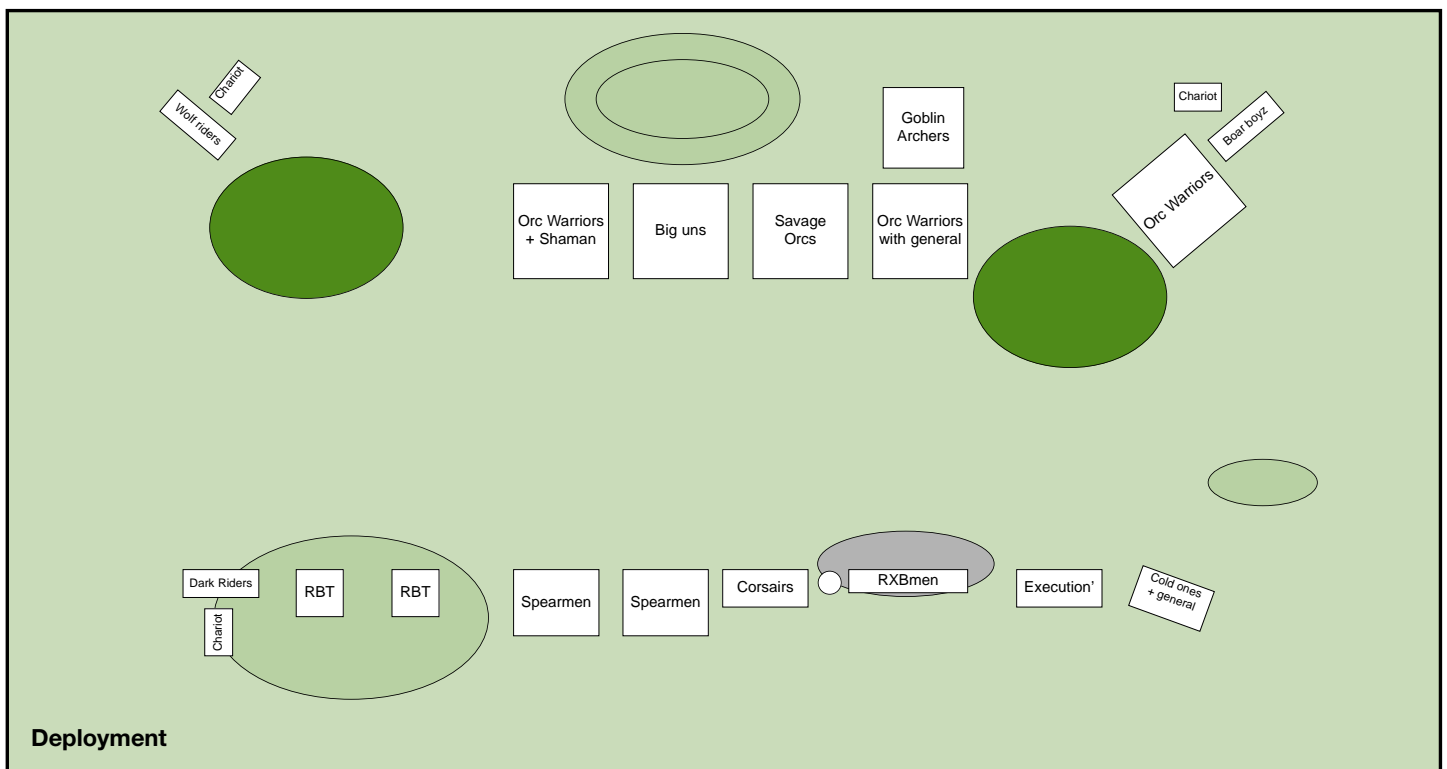 Chariot
Wolf riders
Goblin
Archers
Chariot
Boar boyz
Orc Warriors
Orc Warriors
+ Shaman
Big uns
Savage
Orcs
Orc Warriors
with general
Dark Riders
Chariot
RBT
RBT
Spearmen
Spearmen
Corsairs
RXBmen
Execution'
Cold ones
+ general
Deployment